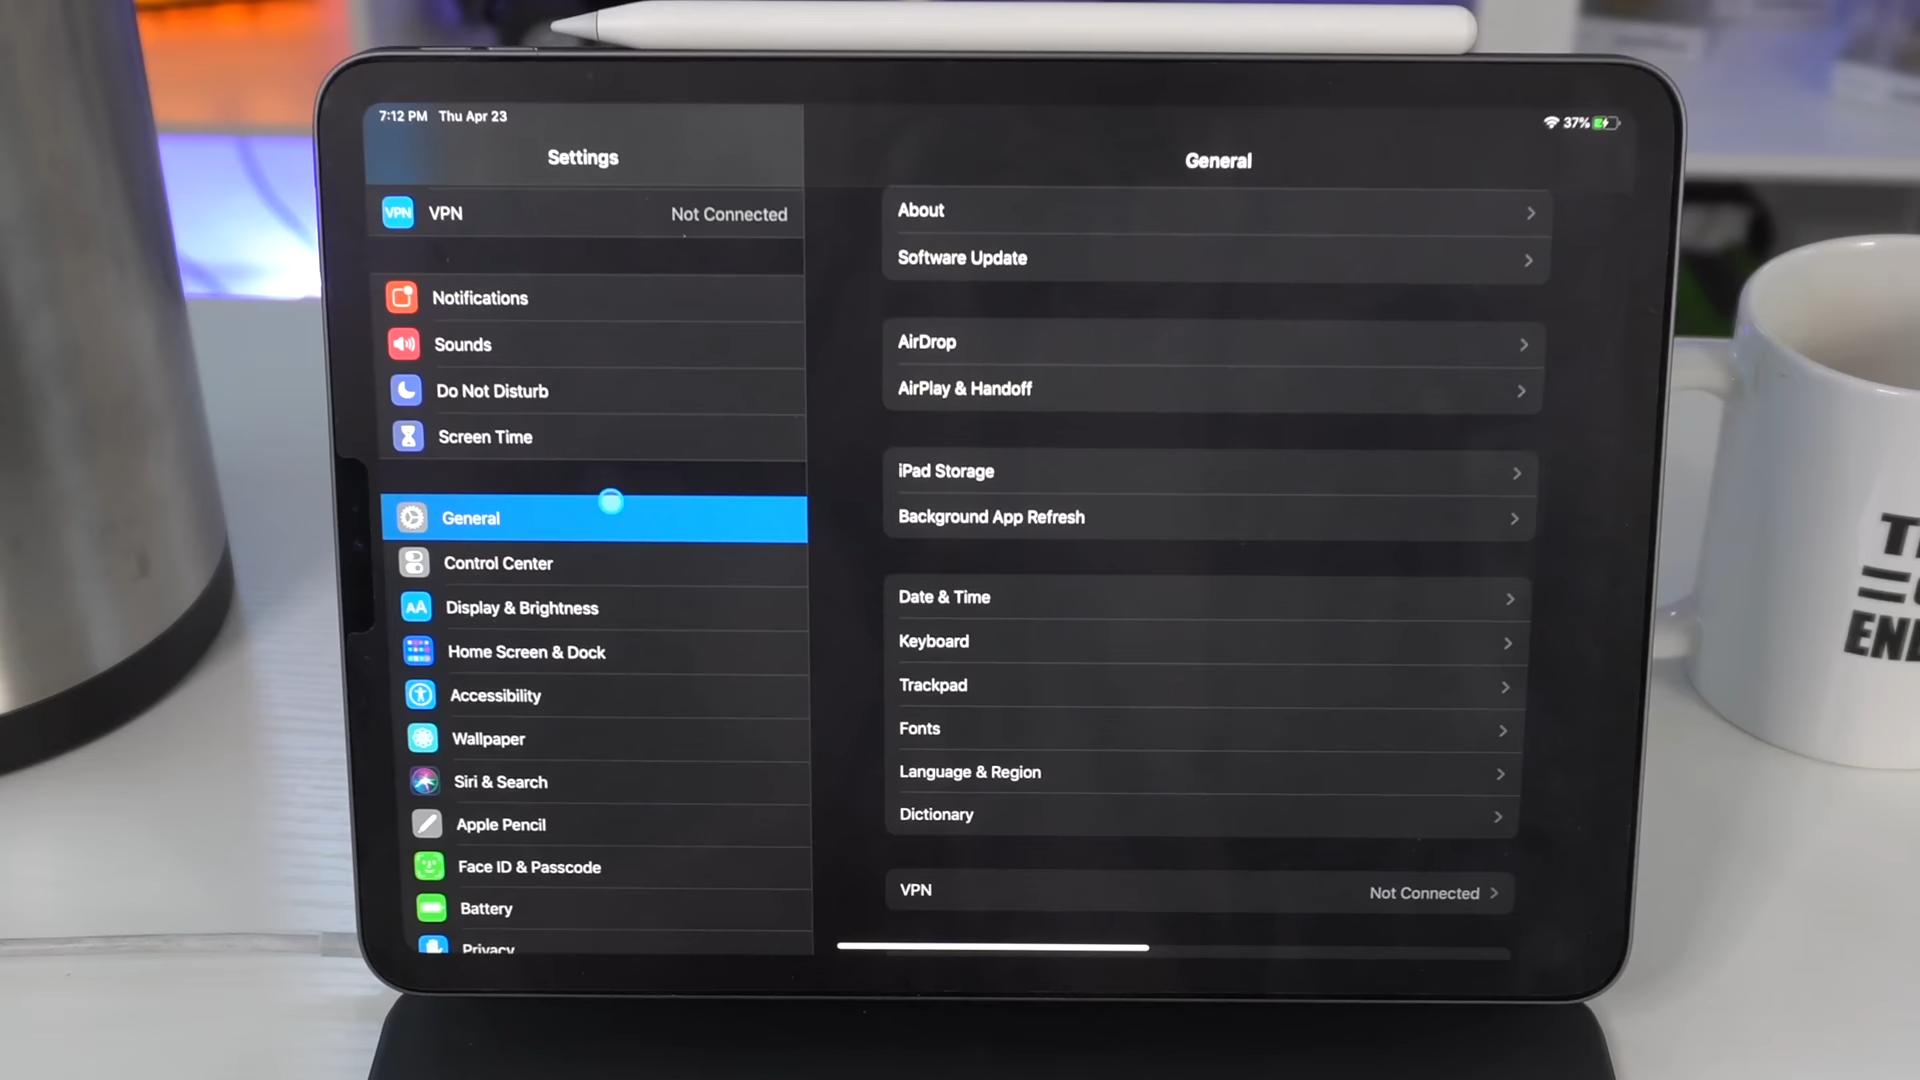 7:12 PM Thu Apr 23
37%
Settings
General
VPN VPN Not Connected
Notifications
Sounds
Do Not Disturb
Screen Time
General
Control Center
AA Display & Brightness
Home Screen & Dock
Accessibility
Wallpaper
Siri & Search
Apple Pencil
Face ID & Passcode
Battery
Privacy
About
Software Update
AirDrop
AirPlay & Handoff
iPad Storage
Background App Refresh
Date & Time
Keyboard
Trackpad
Fonts
Language & Region
Dictionary
VPN Not Connected